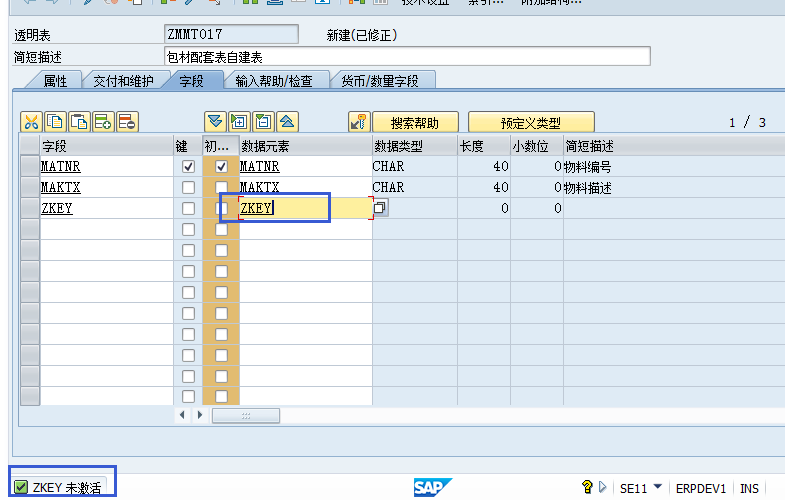 技术设置 索引... 附加结构...
透明表 ZMMT017 新建(已修正)
简短描述 包材配套表自建表
属性 交付和维护 字段 输入帮助/检查 货币/数量字段
搜索帮助 预定义类型 1 / 3
字段 键 初... 数据元素 数据类型 长度 小数位 简短描述
MATNR MATNR CHAR 40 0 物料编号
MAKTX MAKTX CHAR 40 0 物料描述
ZKEY ZKEY 0 0
ZKEY 未激活 SAP SE11 ERPDEV1 INS